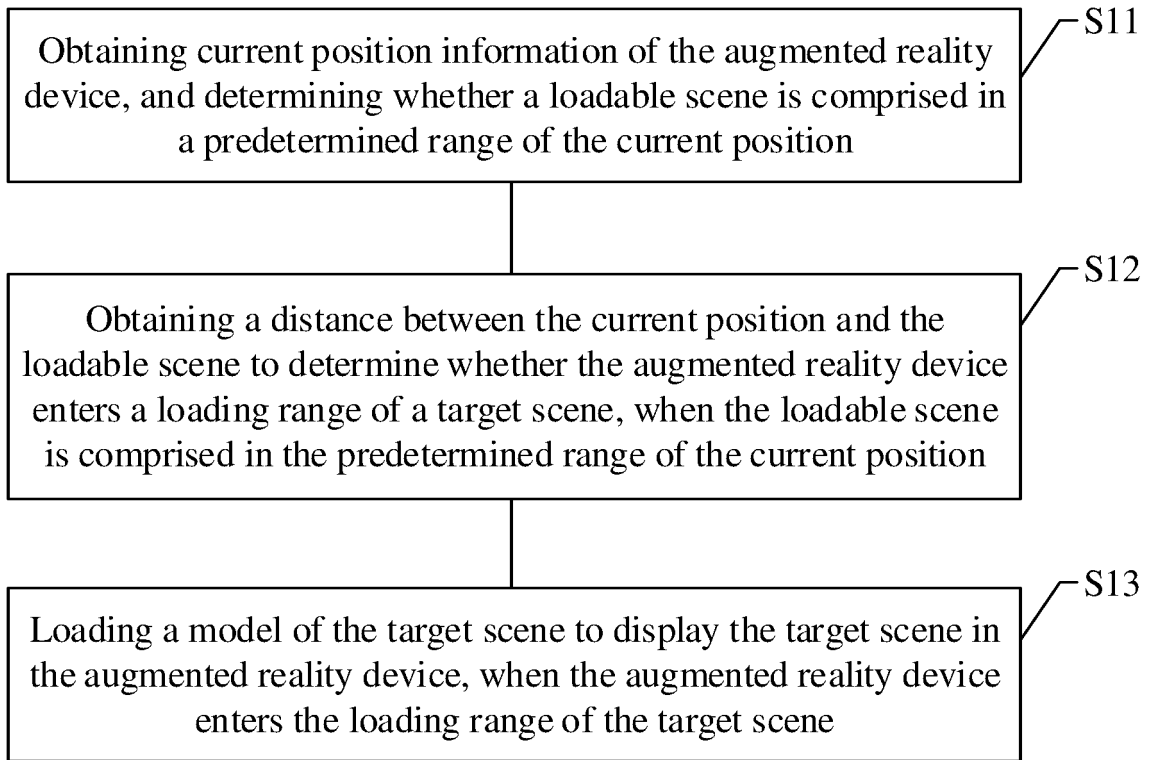 S11
Obtaining current position information of the augmented reality
device, and determining whether a loadable scene is comprised in
a predetermined range of the current position
S12
Obtaining a distance between the current position and the
loadable scene to determine whether the augmented reality device
enters a loading range of a target scene, when the loadable scene
is comprised in the predetermined range of the current position
S13
Loading a model of the target scene to display the target scene in
the augmented reality device, when the augmented reality device
enters the loading range of the target scene